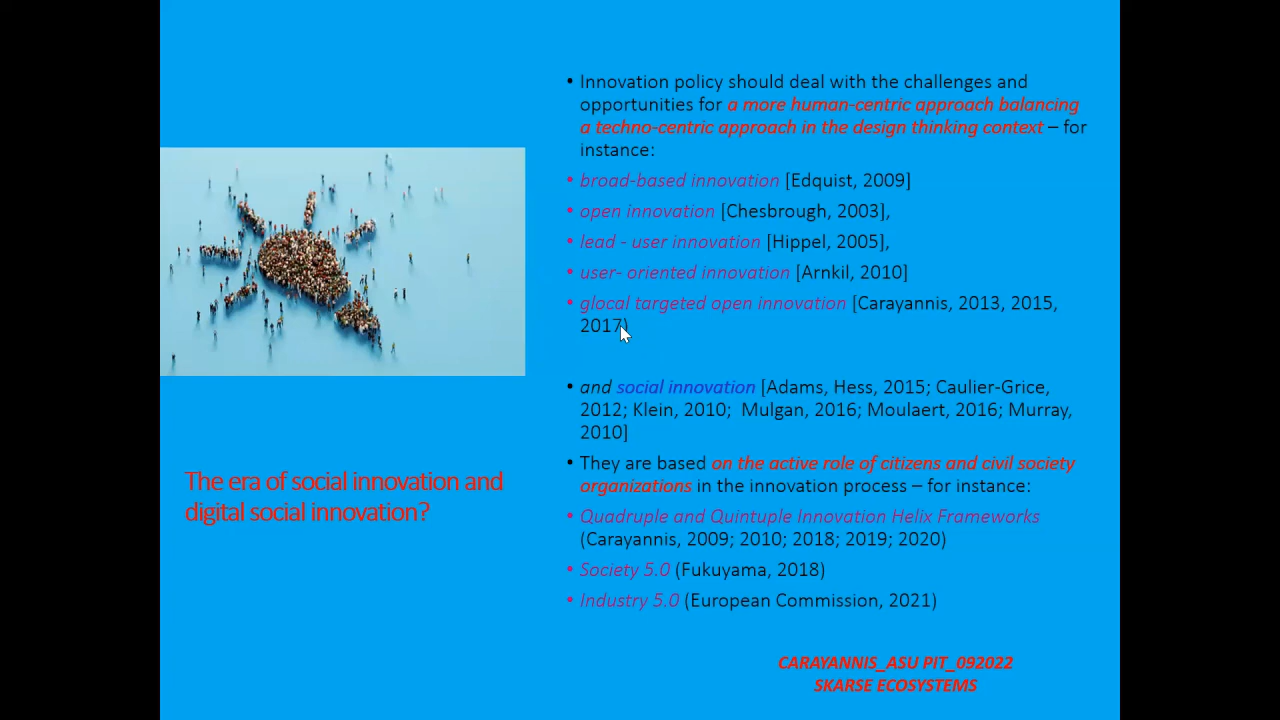 • Innovation policy should deal with the challenges and
opportunities for a more human-centric approach balancing
a techno-centric approach in the design thinking context – for
instance:
• broad-based innovation [Edquist, 2009]
• open innovation [Chesbrough, 2003],
• lead - user innovation [Hippel, 2005],
• user- oriented innovation [Arnkil, 2010]
• glocal targeted open innovation [Carayannis, 2013, 2015,
2017)
• and social innovation [Adams, Hess, 2015; Caulier-Grice,
2012; Klein, 2010;  Mulgan, 2016; Moulaert, 2016; Murray,
2010]
• They are based on the active role of citizens and civil society
organizations in the innovation process – for instance:
• Quadruple and Quintuple Innovation Helix Frameworks
(Carayannis, 2009; 2010; 2018; 2019; 2020)
• Society 5.0 (Fukuyama, 2018)
• Industry 5.0 (European Commission, 2021)
The era of social innovation and
digital social innovation?
CARAYANNIS_ASU PIT_092022
SKARSE ECOSYSTEMS